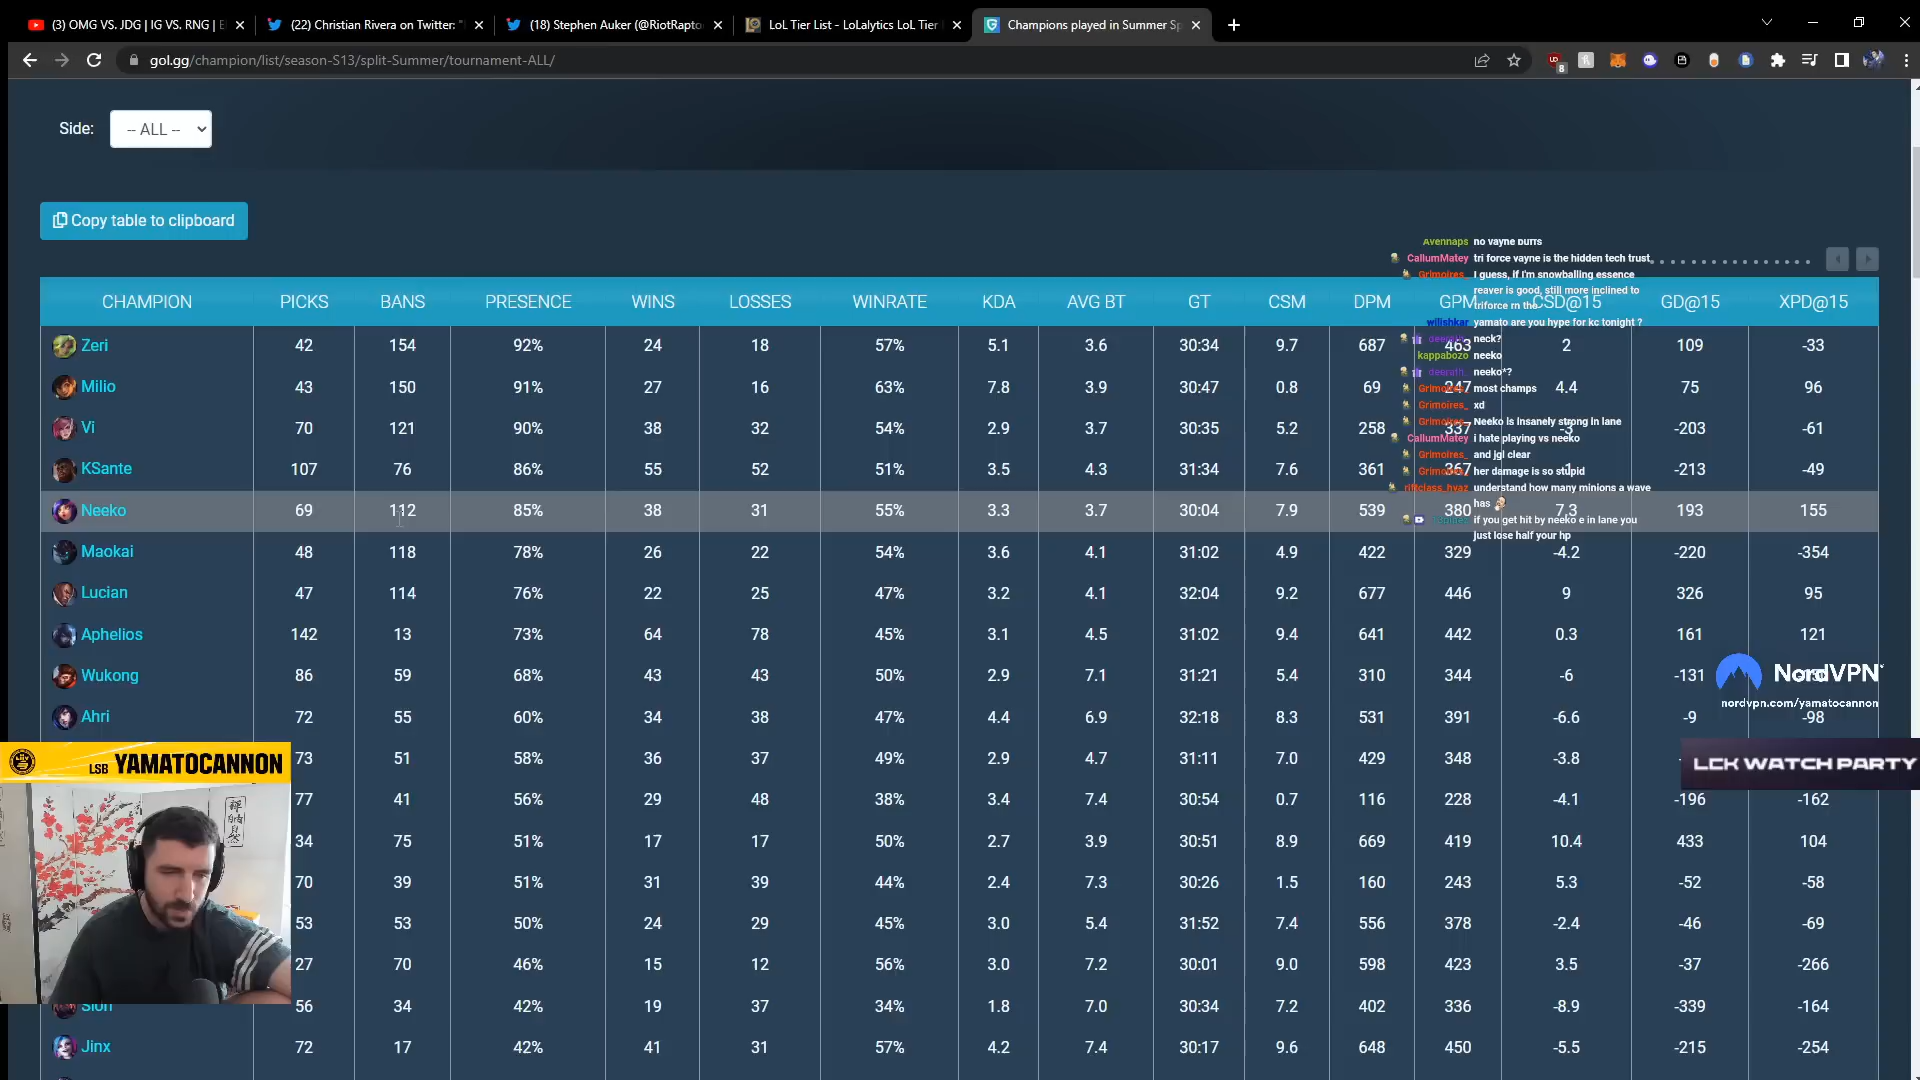 (3) OMG VS. JDG | IG VS. RNG | E
(22) Christian Rivera on Twitter: "
(18) Stephen Auker (@RiotRapto
LoL Tier List - LoLalytics LoL Tier
Champions played in Summer Sp
gol.gg/champion/list/season-S13/split-Summer/tournament-ALL/
8
Side: -- ALL --
Copy table to clipboard
CHAMPION PICKS BANS PRESENCE WINS LOSSES WINRATE KDA AVG BT GT CSM DPM GPM CSD@15 GD@15 XPD@15
Zeri 42 154 92% 24 18 57% 5.1 3.6 30:34 9.7 687 463 2 109 -33
Milio 43 150 91% 27 16 63% 7.8 3.9 30:47 0.8 69 247 4.4 75 96
Vi 70 121 90% 38 32 54% 2.9 3.7 30:35 5.2 258 337 -3 -203 -61
KSante 107 76 86% 55 52 51% 3.5 4.3 31:34 7.6 361 367 -213 -49
Neeko 69 112 85% 38 31 55% 3.3 3.7 30:04 7.9 539 380 7.3 193 155
Maokai 48 118 78% 26 22 54% 3.6 4.1 31:02 4.9 422 329 -4.2 -220 -354
Lucian 47 114 76% 22 25 47% 3.2 4.1 32:04 9.2 677 446 9 326 95
Aphelios 142 13 73% 64 78 45% 3.1 4.5 31:02 9.4 641 442 0.3 161 121
Wukong 86 59 68% 43 43 50% 2.9 7.1 31:21 5.4 310 344 -6 -131
Ahri 72 55 60% 34 38 47% 4.4 6.9 32:18 8.3 531 391 -6.6 -9 -98
73 51 58% 36 37 49% 2.9 4.7 31:11 7.0 429 348 -3.8
77 41 56% 29 48 38% 3.4 7.4 30:54 0.7 116 228 -4.1 -196 -162
34 75 51% 17 17 50% 2.7 3.9 30:51 8.9 669 419 10.4 433 104
70 39 51% 31 39 44% 2.4 7.3 30:26 1.5 160 243 5.3 -52 -58
53 53 50% 24 29 45% 3.0 5.4 31:52 7.4 556 378 -2.4 -46 -69
27 70 46% 15 12 56% 3.0 7.2 30:01 9.0 598 423 3.5 -37 -266
Sion 56 34 42% 19 37 34% 1.8 7.0 30:34 7.2 402 336 -8.9 -339 -164
Jinx 72 17 42% 41 31 57% 4.2 7.4 30:17 9.6 648 450 -5.5 -215 -254
Avennaps no vayne buffs
CallumMatey tri force vayne is the hidden tech trust
Grimoires_ I guess, if I'm snowballing essence
reaver is good, still more inclined to
triforce rn tho
willishkar yamato are you hype for kc tonight ?
neck?
kappabozo neeko
neeko*?
Grimoires_ most champs
Grimoires_ xd
Grimoires_ Neeko is insanely strong in lane
CallumMatey i hate playing vs neeko
Grimoires_ and jgl clear
Grimoires_ her damage is so stupid
understand how many minions a wave
has
if you get hit by neeko e in lane you
just lose half your hp
NordVPN
nordvpn.com/yamatocannon
LCK WATCH PARTY
LSB YAMATOCANNON